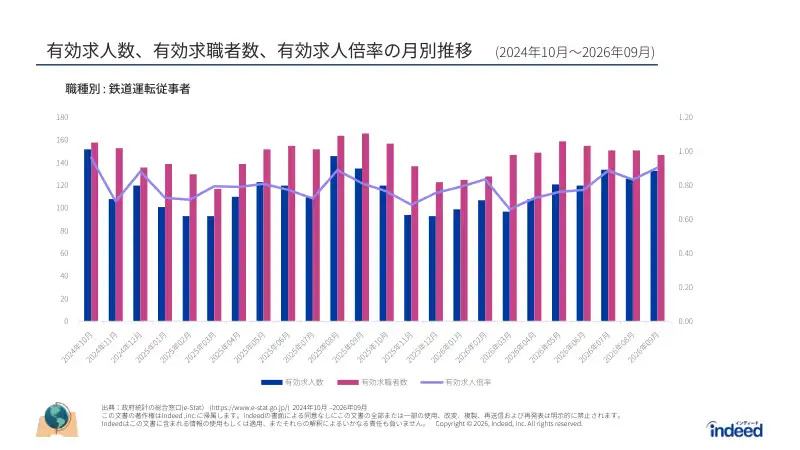 有効求人数、有効求職者数、有効求人倍率の月別推移 (2024年10月～2026年09月)
職種別 : 鉄道運転従事者
180
160
140
120
100
80
60
40
20
0
1.20
1.00
0.80
0.60
0.40
0.20
0.00
2024年10月
2024年11月
2024年12月
2025年01月
2025年02月
2025年03月
2025年04月
2025年05月
2025年06月
2025年07月
2025年08月
2025年09月
2025年10月
2025年11月
2025年12月
2026年01月
2026年02月
2026年03月
2026年04月
2026年05月
2026年06月
2026年07月
2026年08月
2026年09月
有効求人数 有効求職者数 有効求人倍率
出典：政府統計の総合窓口(e-Stat) (https://www.e-stat.go.jp/) 2024年10月 –2026年09月
この文書の著作権はIndeed ,Inc に帰属します。Indeedの書面による同意なしにこの文書の全部または一部の使用、改変、複製、再送信および再発表は明示的に禁止されます。
Indeedはこの文書に含まれる情報の使用もしくは適用、またそれらの解釈によるいかなる責任も負いません。 Copyright © 2026, Indeed, Inc. All rights reserved.
インディード
indeed